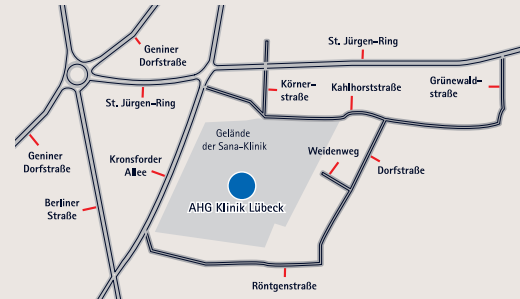 Geniner
Dorfstraße
St. Jürgen–Ring
St. Jürgen–Ring
Körner-
straße
Kahlhorststraße
Grünewald-
straße
Gelände
der Sana-Klinik
Weidenweg
Dorfstraße
Geniner
Dorfstraße
Kronsforder
Allee
Berliner
Straße
AHG Klinik Lübeck
Röntgenstraße